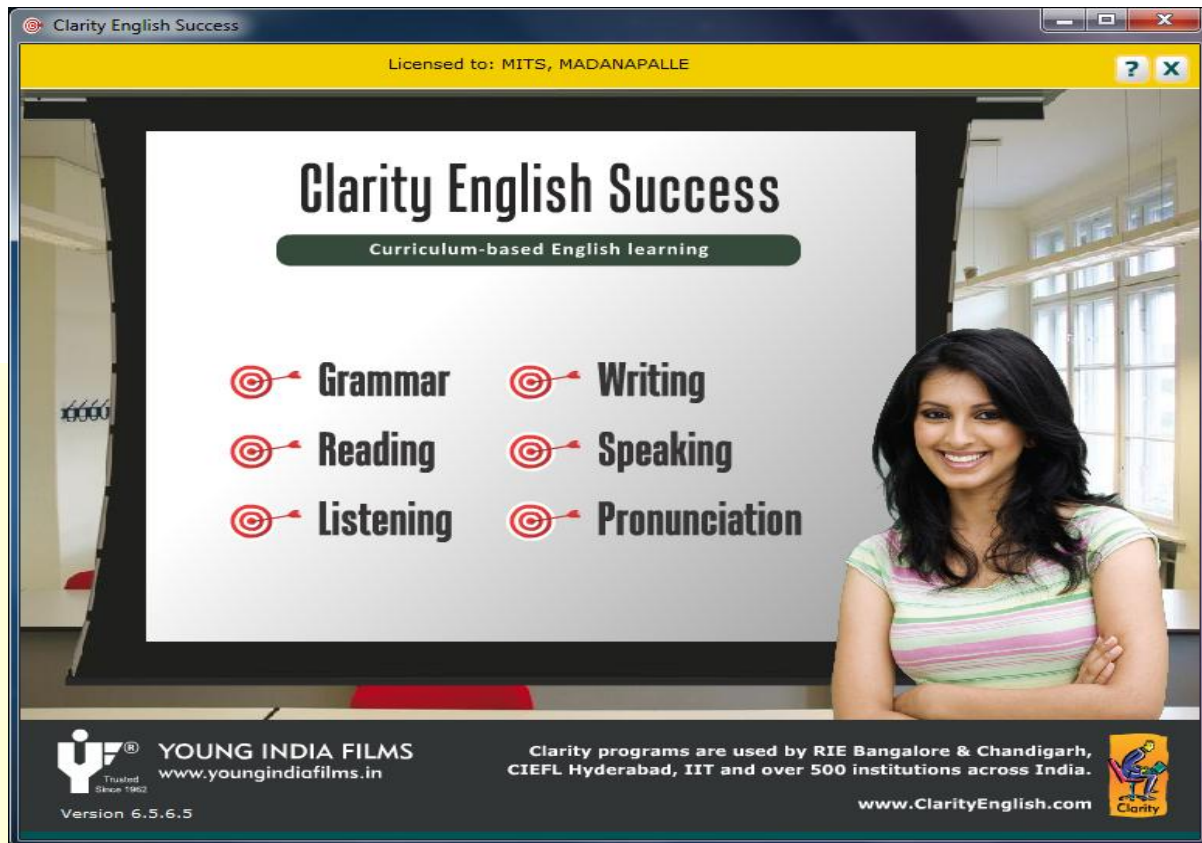 Clarity English Success
Licensed to: MITS, MADANAPALLE
? X
Clarity English Success
Curriculum-based English learning
Grammar
Writing
Reading
Speaking
Listening
Pronunciation
YOUNG INDIA FILMS
www.youngindiafilms.in
Trusted
Since 1962
Version 6.5.6.5
Clarity programs are used by RIE Bangalore & Chandigarh,
CIEFL Hyderabad, IIT and over 500 institutions across India.
www.ClarityEnglish.com
Clarity